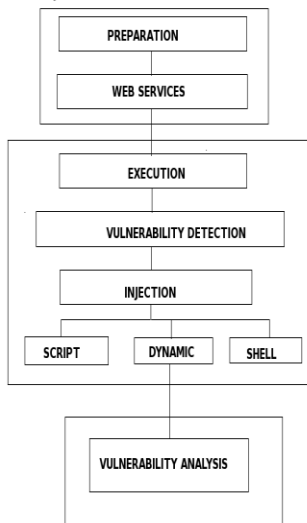 PREPARATION
WEB SERVICES
EXECUTION
VULNERABILITY DETECTION
INJECTION
SCRIPT
DYNAMIC
SHELL
VULNERABILITY ANALYSIS